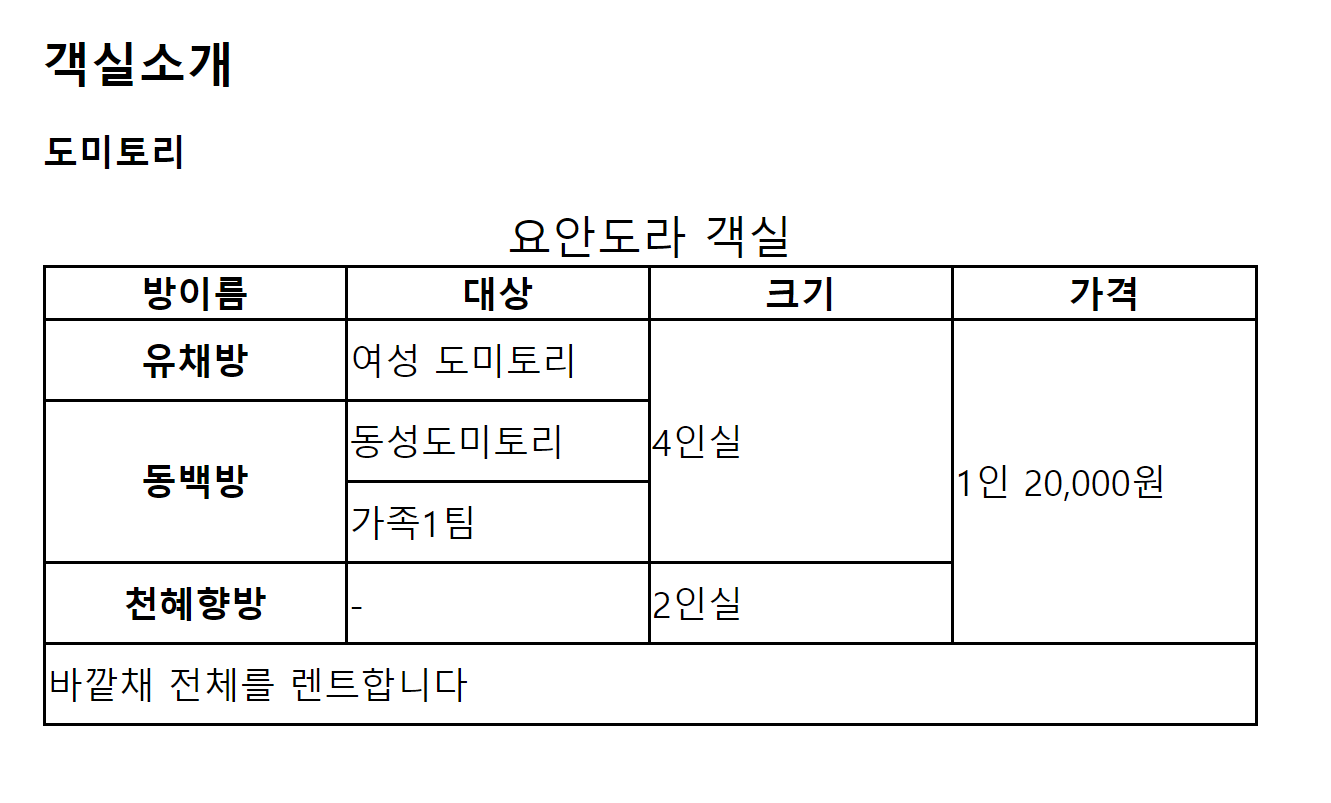 객실소개
도미토리
요안도라 객실
방이름 대상 크기 가격
유채방 여성 도미토리 4인실 1인 20,000원
동백방 동성도미토리
가족1팀
천혜향방 - 2인실
바깥채 전체를 렌트합니다